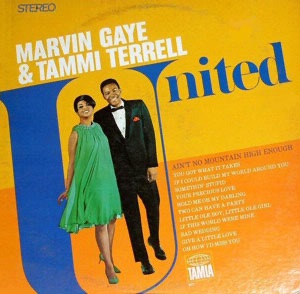 STEREO
MARVIN GAYE
& TAMMI TERRELL
United
AIN'T NO MOUNTAIN HIGH ENOUGH
YOU GOT WHAT IT TAKES
IF I COULD BUILD MY WORLD AROUND YOU
SOMETHIN' STUPID
YOUR PRECIOUS LOVE
HOLD ME OH MY DARLING
TWO CAN HAVE A PARTY
LITTLE OLE BOY, LITTLE OLE GIRL
IF THIS WORLD WERE MINE
SAD WEDDING
GIVE A LITTLE LOVE
OH HOW I'D MISS YOU
TAMLA